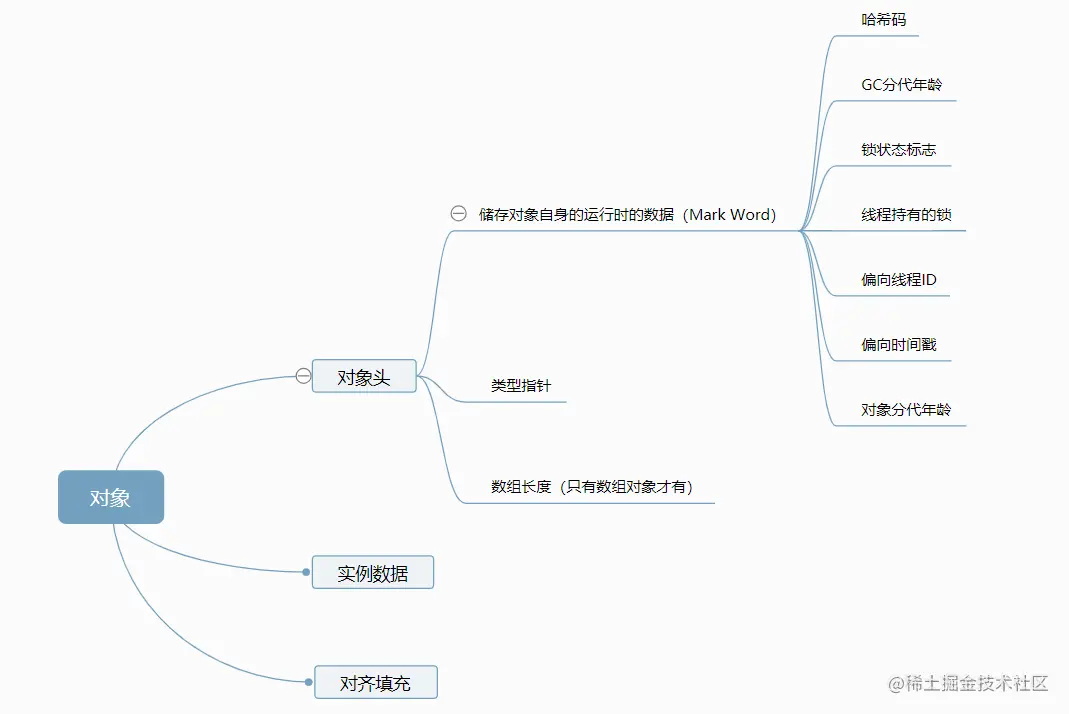 哈希码
GC分代年龄
锁状态标志
储存对象自身的运行时的数据（Mark Word）
线程持有的锁
偏向线程ID
偏向时间戳
对象头
类型指针
对象分代年龄
数组长度（只有数组对象才有）
对象
实例数据
对齐填充
@稀土掘金技术社区